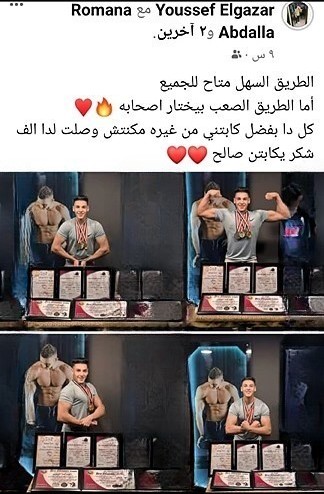 Romana مع Youssef Elgazar
Abdalla و٢ آخرين.
٩ س
الطريق السهل متاح للجميع
أما الطريق الصعب بيختار اصحابه 🔥❤️
كل دا بفضل كابتني من غيره مكنتش وصلت لدا الف
شكر يكابتن صالح ❤️❤️